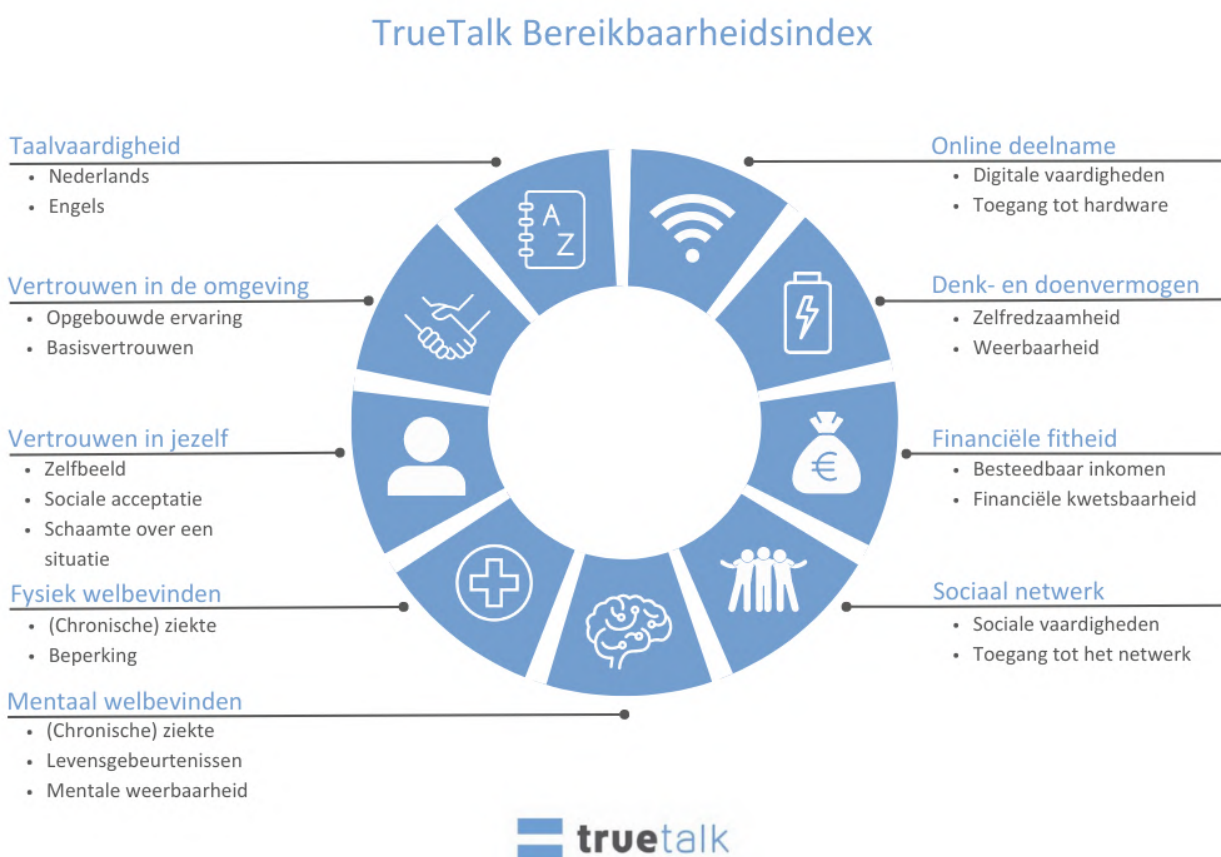 TrueTalk Bereikbaarheidsindex
Taalvaardigheid
• Nederlands
• Engels
Vertrouwen in de omgeving
• Opgebouwde ervaring
• Basisvertrouwen
Vertrouwen in jezelf
• Zelfbeeld
• Sociale acceptatie
• Schaamte over een
situatie
Fysiek welbevinden
• (Chronische) ziekte
• Beperking
Mentaal welbevinden
• (Chronische) ziekte
• Levensgebeurtenissen
• Mentale weerbaarheid
A
Z
€
Online deelname
• Digitale vaardigheden
• Toegang tot hardware
Denk- en doenvermogen
• Zelfredzaamheid
• Weerbaarheid
Financiële fitheid
• Besteedbaar inkomen
• Financiële kwetsbaarheid
Sociaal netwerk
• Sociale vaardigheden
• Toegang tot het netwerk
truetalk